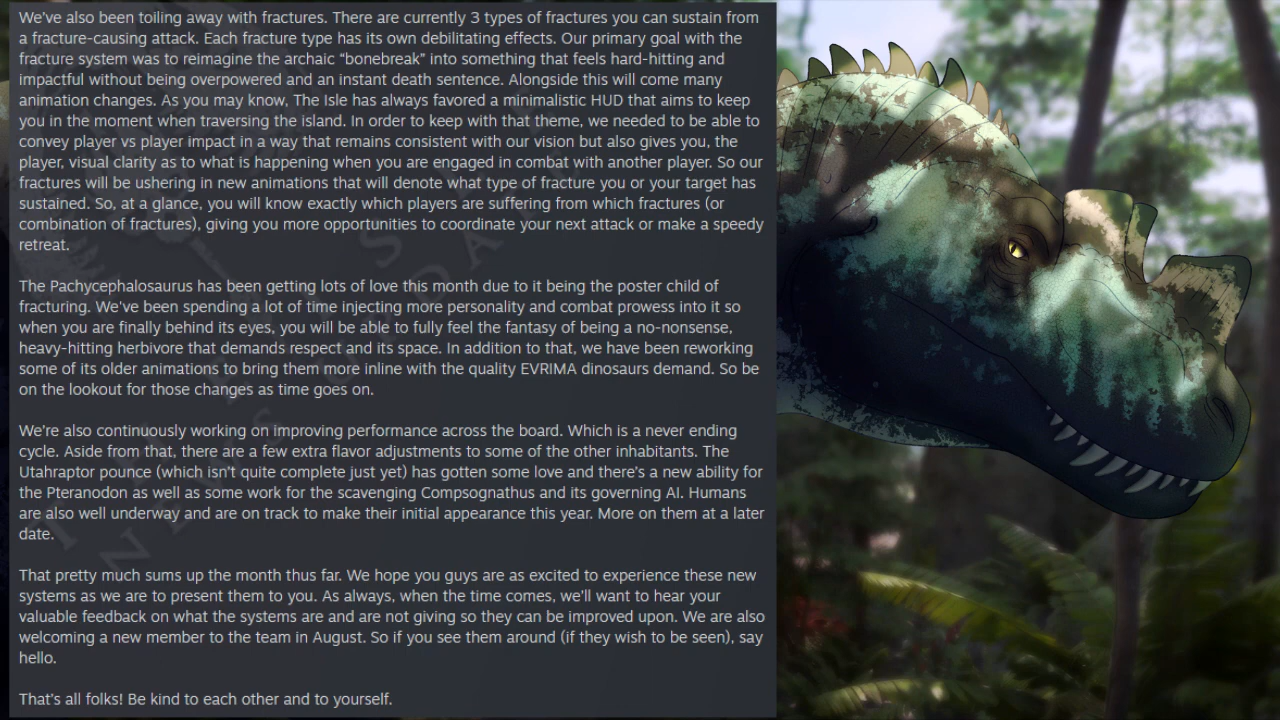 We've also been toiling away with fractures. There are currently 3 types of fractures you can sustain from
a fracture-causing attack. Each fracture type has its own debilitating effects. Our primary goal with the
fracture system was to reimagine the archaic “bonebreak” into something that feels hard-hitting and
impactful without being overpowered and an instant death sentence. Alongside this will come many
animation changes. As you may know, The Isle has always favored a minimalistic HUD that aims to keep
you in the moment when traversing the island. In order to keep with that theme, we needed to be able to
convey player vs player impact in a way that remains consistent with our vision but also gives you, the
player, visual clarity as to what is happening when you are engaged in combat with another player. So our
fractures will be ushering in new animations that will denote what type of fracture you or your target has
sustained. So, at a glance, you will know exactly which players are suffering from which fractures (or
combination of fractures), giving you more opportunities to coordinate your next attack or make a speedy
retreat.
The Pachycephalosaurus has been getting lots of love this month due to it being the poster child of
fracturing. We've been spending a lot of time injecting more personality and combat prowess into it so
when you are finally behind its eyes, you will be able to fully feel the fantasy of being a no-nonsense,
heavy-hitting herbivore that demands respect and its space. In addition to that, we have been reworking
some of its older animations to bring them more inline with the quality EVRIMA dinosaurs demand. So be
on the lookout for those changes as time goes on.
We're also continuously working on improving performance across the board. Which is a never ending
cycle. Aside from that, there are a few extra flavor adjustments to some of the other inhabitants. The
Utahraptor pounce (which isn't quite complete just yet) has gotten some love and there's a new ability for
the Pteranodon as well as some work for the scavenging Compsognathus and its governing AI. Humans
are also well underway and are on track to make their initial appearance this year. More on them at a later
date.
That pretty much sums up the month thus far. We hope you guys are as excited to experience these new
systems as we are to present them to you. As always, when the time comes, we'll want to hear your
valuable feedback on what the systems are and are not giving so they can be improved upon. We are also
welcoming a new member to the team in August. So if you see them around (if they wish to be seen), say
hello.
That's all folks! Be kind to each other and to yourself.